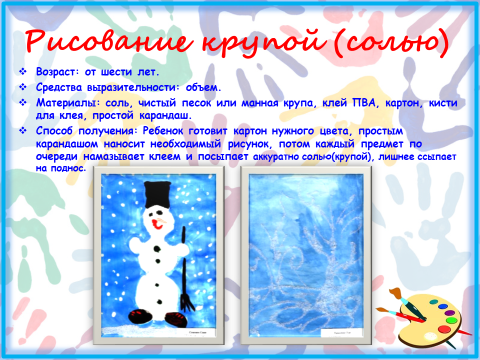 Рисование крупой (солью)
❖ Возраст: от шести лет.
❖ Средства выразительности: объем.
❖ Материалы: соль, чистый песок или манная крупа, клей ПВА, картон, кисти
для клея, простой карандаш.
❖ Способ получения: Ребенок готовит картон нужного цвета, простым
карандашом наносит необходимый рисунок, потом каждый предмет по
очереди намазывает клеем и посыпает аккуратно солью(крупой), лишнее ссыпает
на поднос.